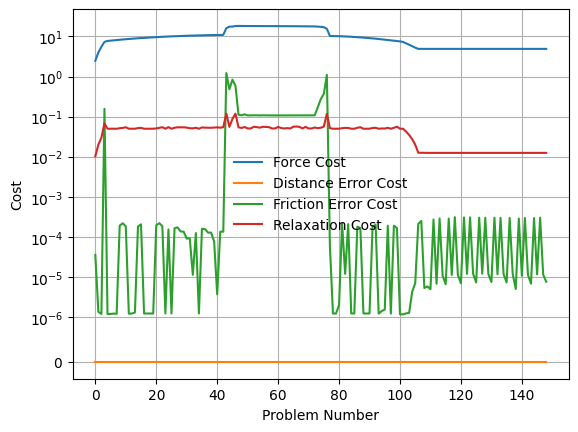 10¹
10⁰
10⁻¹
10⁻²
10⁻³
10⁻⁴
10⁻⁵
10⁻⁶
0
Cost
Force Cost
Distance Error Cost
Friction Error Cost
Relaxation Cost
0 20 40 60 80 100 120 140
Problem Number